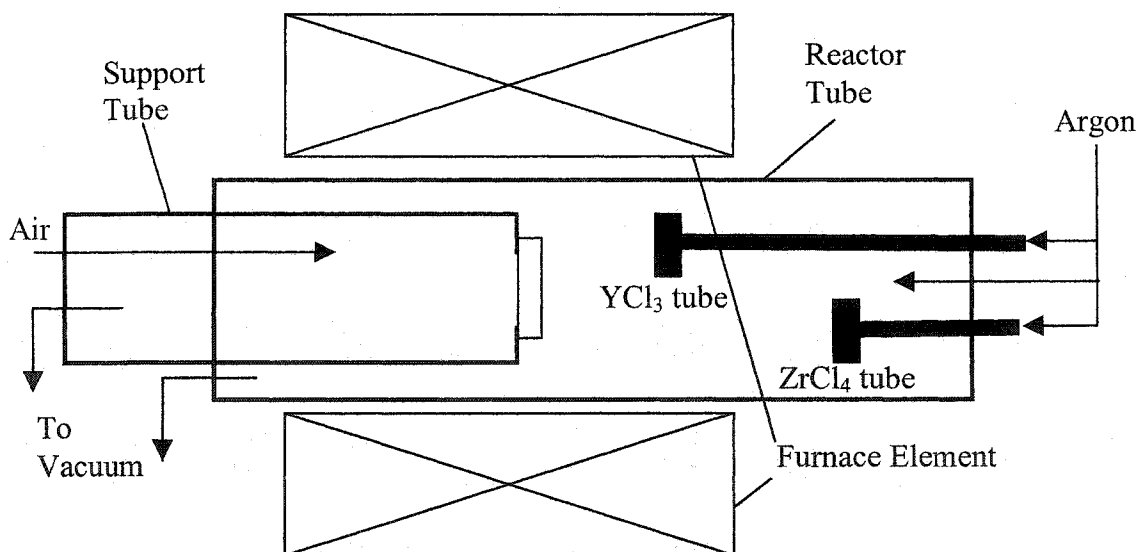 Support
Tube
Reactor
Tube
Argon
Air
YCl₃ tube
ZrCl₄ tube
To
Vacuum
Furnace Element